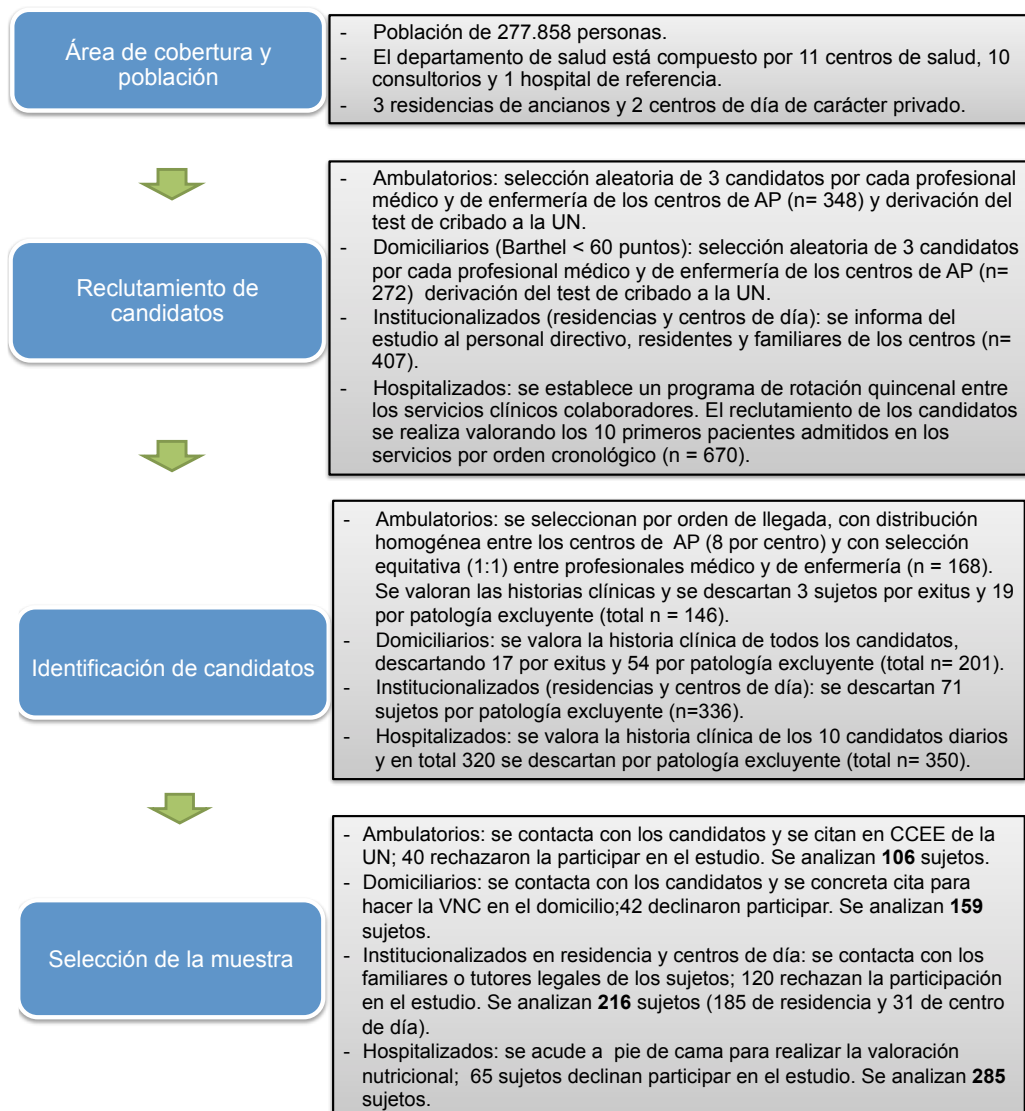 Área de cobertura y
población
- Población de 277.858 personas.
- El departamento de salud está compuesto por 11 centros de salud, 10
consultorios y 1 hospital de referencia.
- 3 residencias de ancianos y 2 centros de día de carácter privado.
Reclutamiento de
candidatos
- Ambulatorios: selección aleatoria de 3 candidatos por cada profesional
médico y de enfermería de los centros de AP (n= 348) y derivación del
test de cribado a la UN.
- Domiciliarios (Barthel < 60 puntos): selección aleatoria de 3 candidatos
por cada profesional médico y de enfermería de los centros de AP (n=
272) derivación del test de cribado a la UN.
- Institucionalizados (residencias y centros de día): se informa del
estudio al personal directivo, residentes y familiares de los centros (n=
407).
- Hospitalizados: se establece un programa de rotación quincenal entre
los servicios clínicos colaboradores. El reclutamiento de los candidatos
se realiza valorando los 10 primeros pacientes admitidos en los
servicios por orden cronológico (n = 670).
Identificación de candidatos
- Ambulatorios: se seleccionan por orden de llegada, con distribución
homogénea entre los centros de AP (8 por centro) y con selección
equitativa (1:1) entre profesionales médico y de enfermería (n = 168).
Se valoran las historias clínicas y se descartan 3 sujetos por exitus y 19
por patología excluyente (total n = 146).
- Domiciliarios: se valora la historia clínica de todos los candidatos,
descartando 17 por exitus y 54 por patología excluyente (total n= 201).
- Institucionalizados (residencias y centros de día): se descartan 71
sujetos por patología excluyente (n=336).
- Hospitalizados: se valora la historia clínica de los 10 candidatos diarios
y en total 320 se descartan por patología excluyente (total n= 350).
Selección de la muestra
- Ambulatorios: se contacta con los candidatos y se citan en CCEE de la
UN; 40 rechazaron la participar en el estudio. Se analizan 106 sujetos.
- Domiciliarios: se contacta con los candidatos y se concreta cita para
hacer la VNC en el domicilio;42 declinaron participar. Se analizan 159
sujetos.
- Institucionalizados en residencia y centros de día: se contacta con los
familiares o tutores legales de los sujetos; 120 rechazan la participación
en el estudio. Se analizan 216 sujetos (185 de residencia y 31 de centro
de día).
- Hospitalizados: se acude a pie de cama para realizar la valoración
nutricional; 65 sujetos declinan participar en el estudio. Se analizan 285
sujetos.